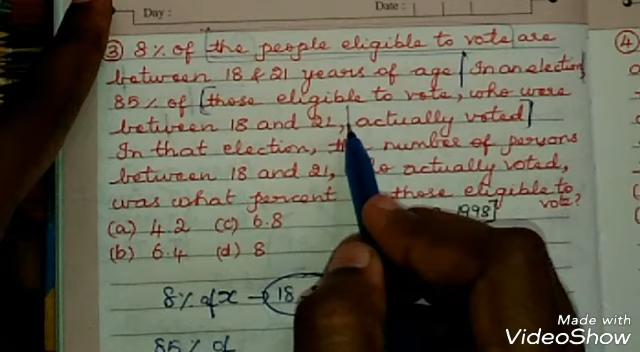 Day :
Date :
③ 8% of [the people eligible to vote] are
between 18 & 21 years of age [In an election
85% of [those eligible to vote, who were
between 18 and 21, actually voted]
In that election, the number of persons
between 18 and 21, who actually voted,
was what percent those eligible to
1998] vote?
(a) 4.2 (c) 6.8
(b) 6.4 (d) 8
8% of x → 18
85% of
④
Made with
VideoShow